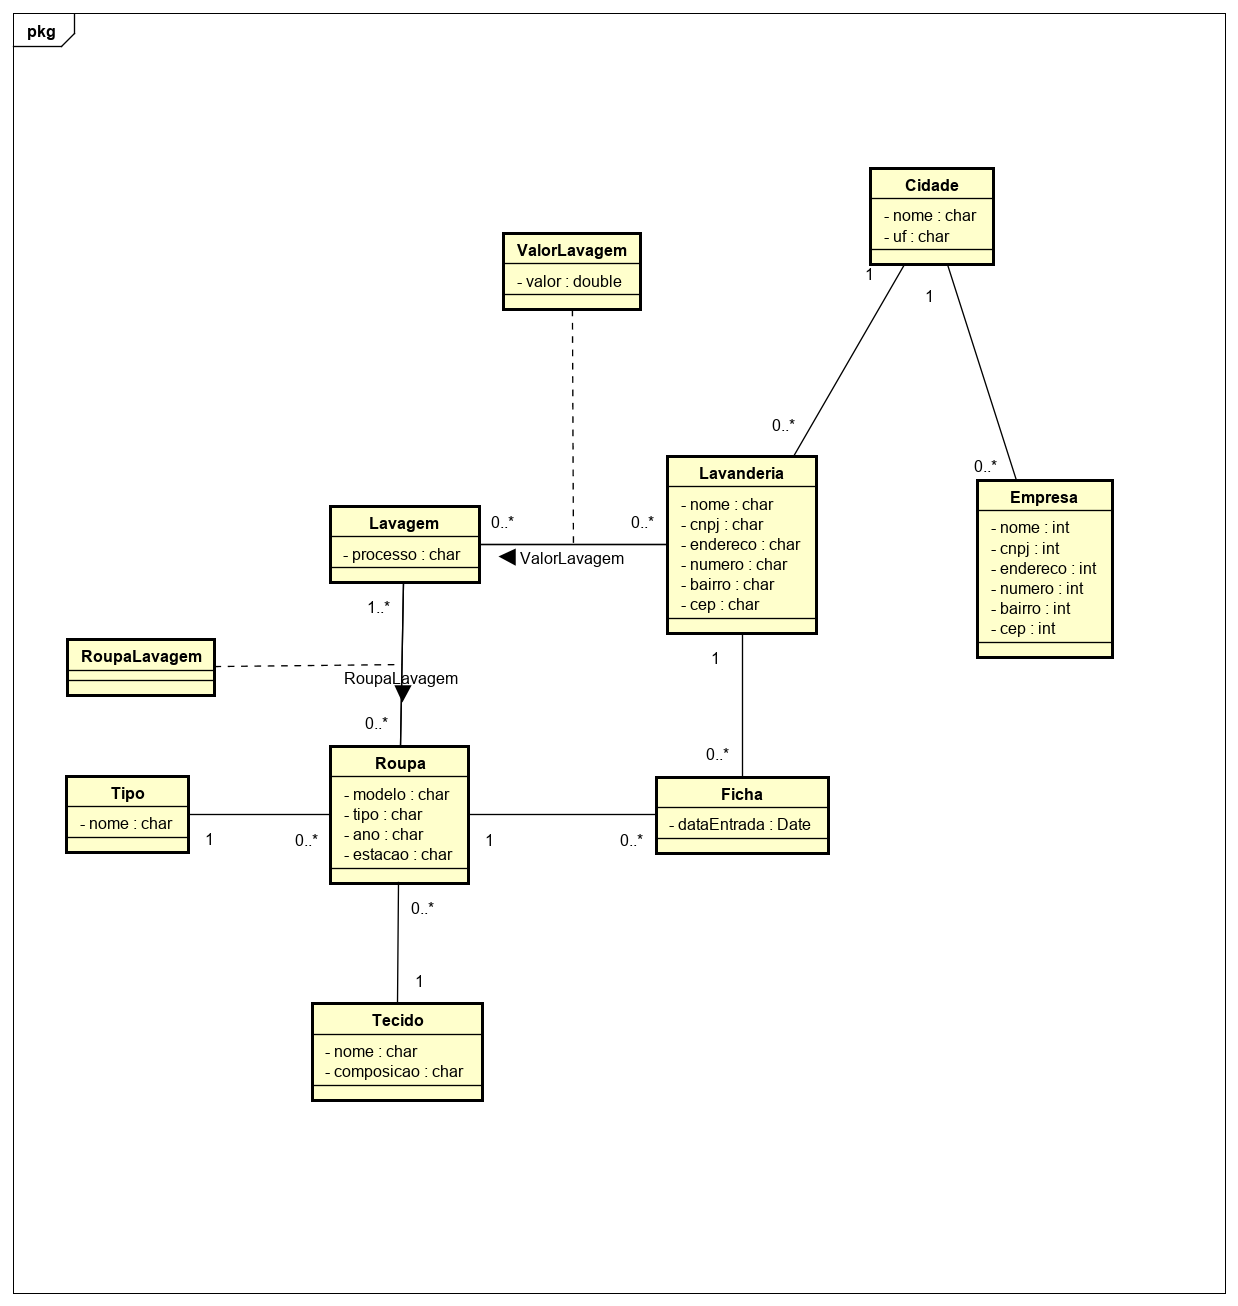 pkg
Cidade
- nome : char
- uf : char
1
1
ValorLavagem
- valor : double
0..*
0..*
Lavanderia
- nome : char
- cnpj : char
- endereco : char
- numero : char
- bairro : char
- cep : char
Empresa
- nome : int
- cnpj : int
- endereco : int
- numero : int
- bairro : int
- cep : int
Lavagem
- processo : char
0..*
0..*
ValorLavagem
1..*
RoupaLavagem
RoupaLavagem
0..*
1
0..*
Tipo
- nome : char
1
0..*
Roupa
- modelo : char
- tipo : char
- ano : char
- estacao : char
1
0..*
Ficha
- dataEntrada : Date
0..*
1
Tecido
- nome : char
- composicao : char